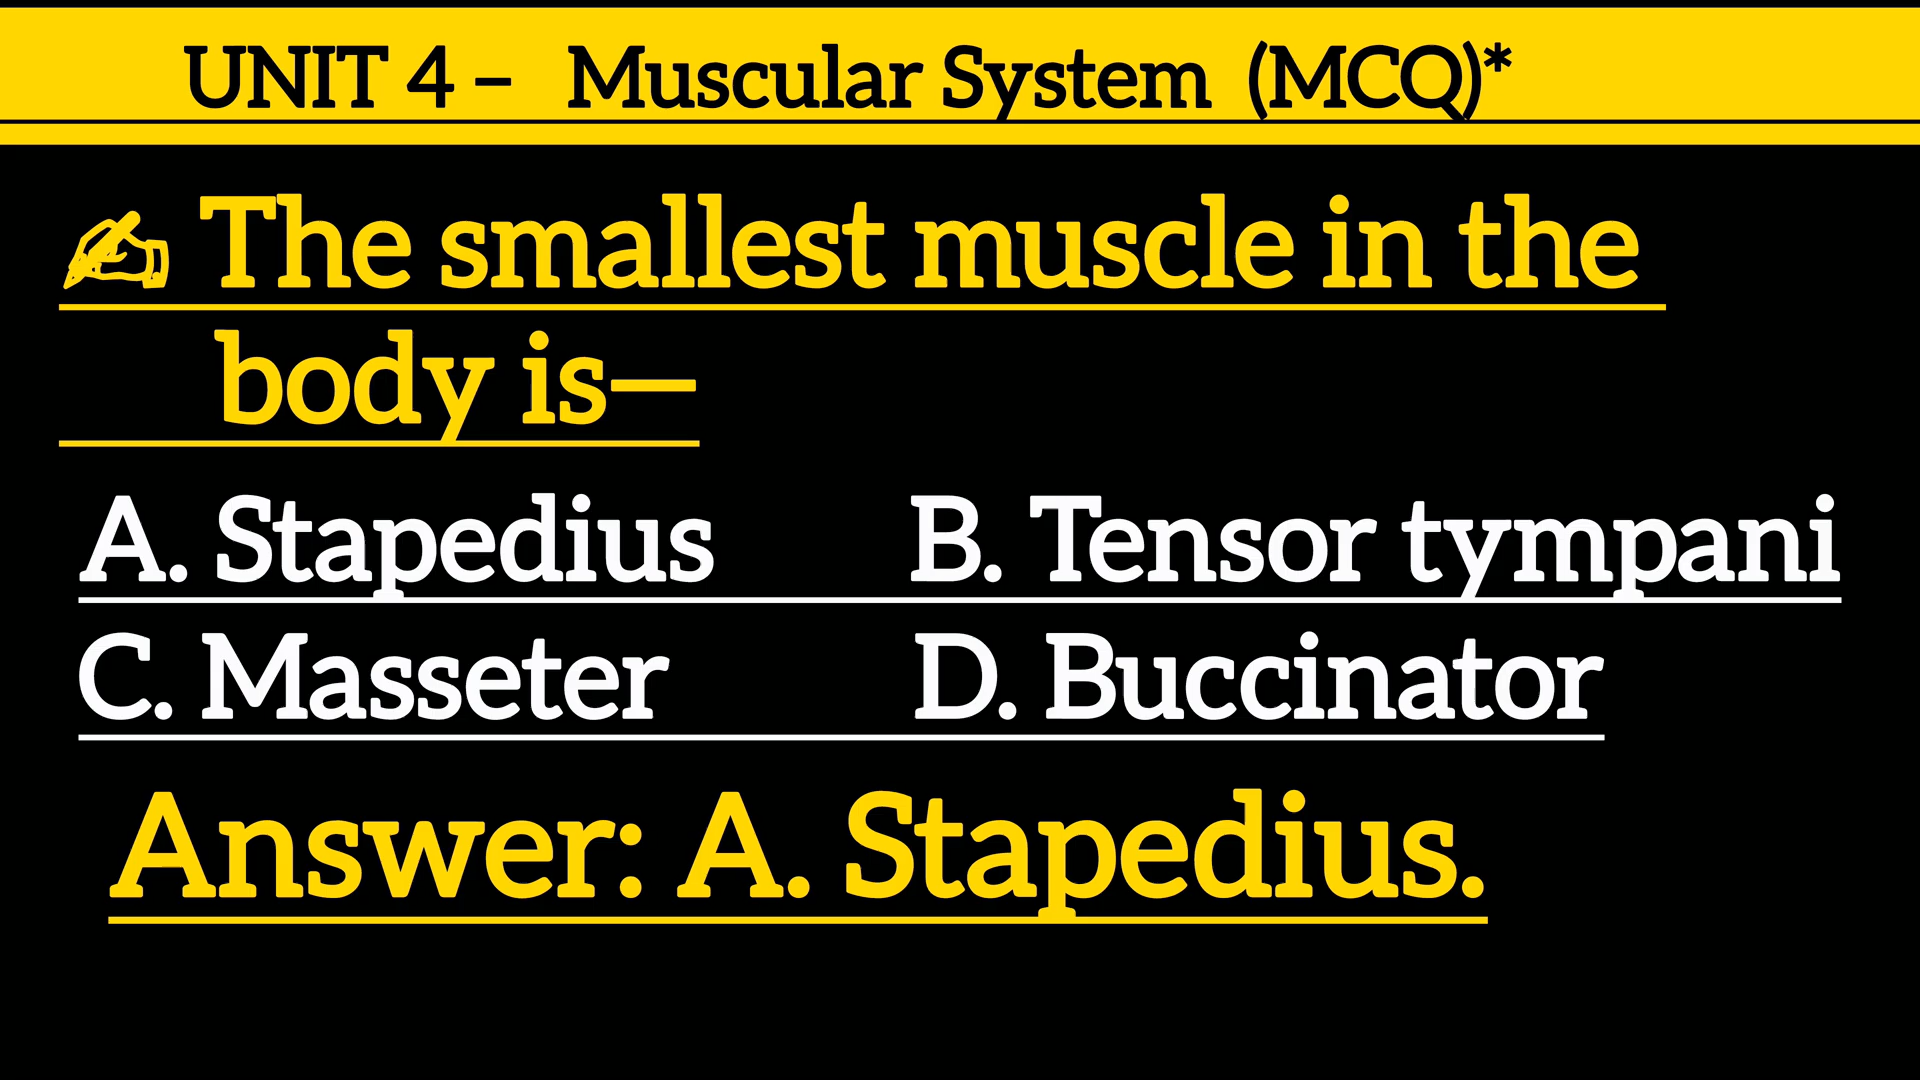 UNIT 4 – Muscular System (MCQ)*
✍ The smallest muscle in the
body is—
A. Stapedius B. Tensor tympani
C. Masseter D. Buccinator
Answer: A. Stapedius.